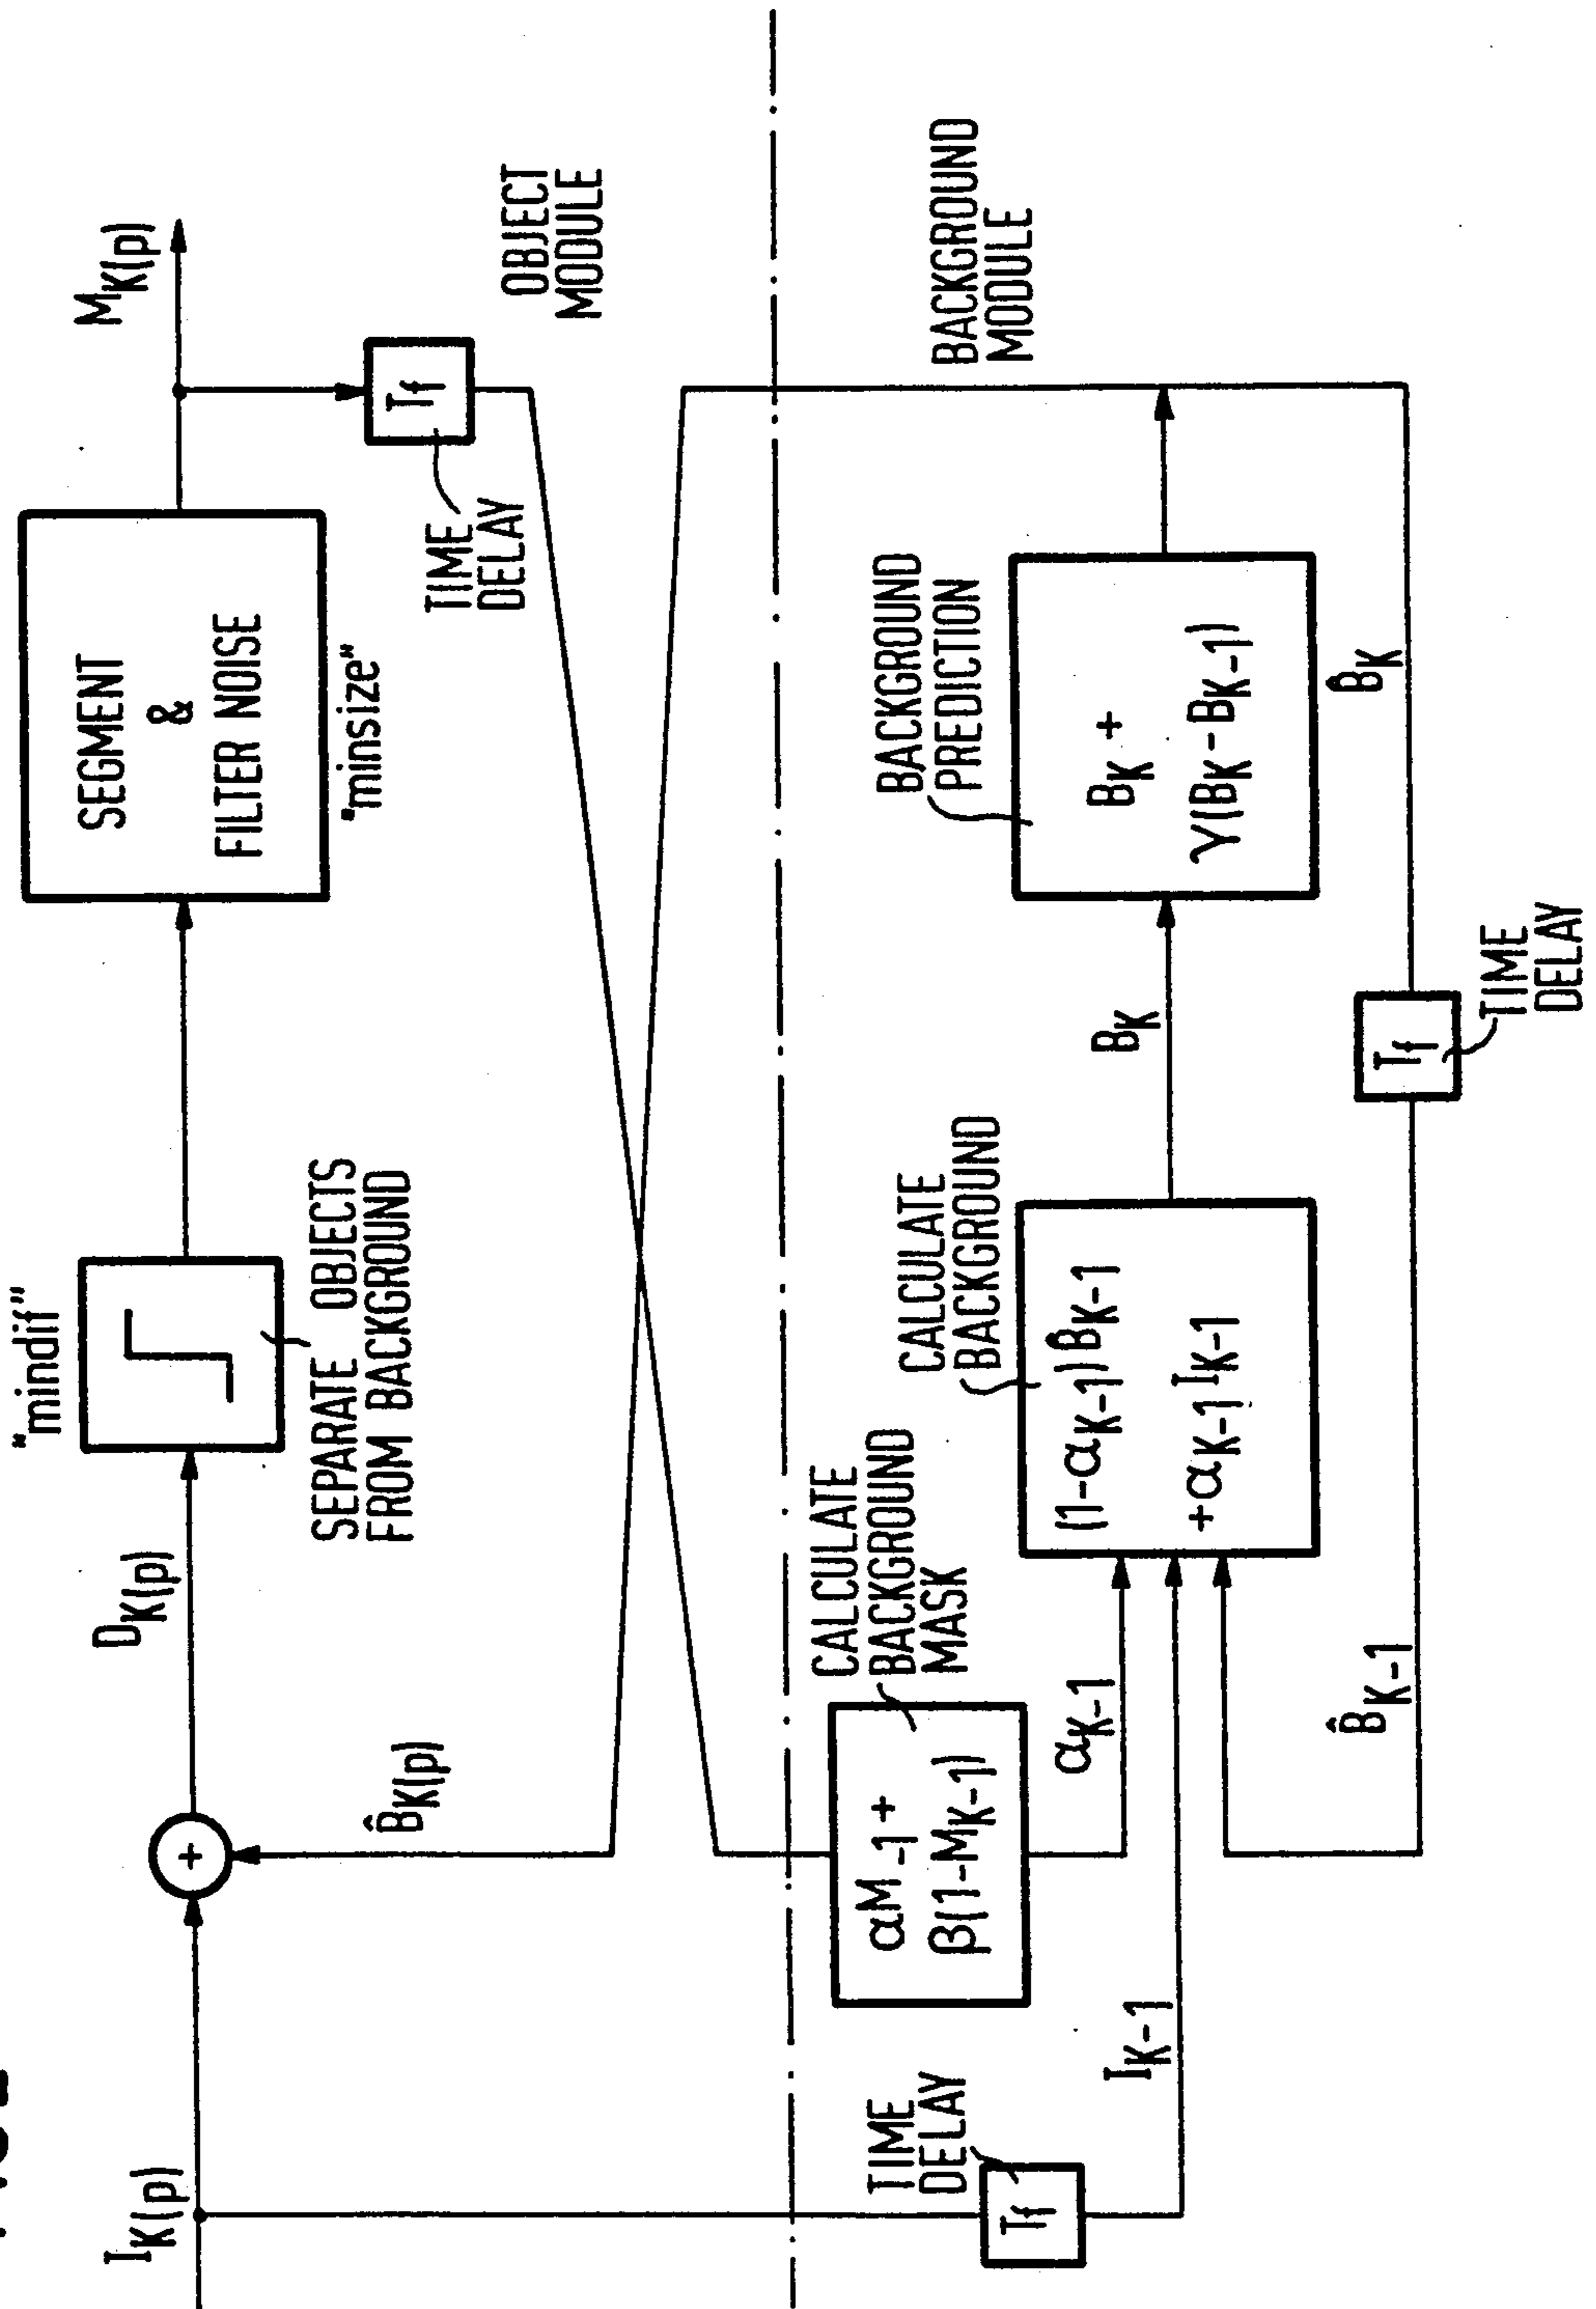 I_K(p)
+
D_K(p)
"mindif"
SEPARATE OBJECTS
FROM BACKGROUND
SEGMENT
&
FILTER NOISE
"minsize"
M_K(p)
T_f
TIME
DELAY
OBJECT
MODULE
B̂_K(p)
BACKGROUND
MODULE
TIME
DELAY
T_f
I_K-1
αM_-1 +
β(1-M_K-1)
CALCULATE
BACKGROUND
MASK
α_K-1
CALCULATE
BACKGROUND
(1-α_K-1)B̂_K-1
+α_K-1 I_K-1
B_K
BACKGROUND
PREDICTION
B_K +
γ(B_K-B_K-1)
B̂_K
B̂_K-1
T_f
TIME
DELAY